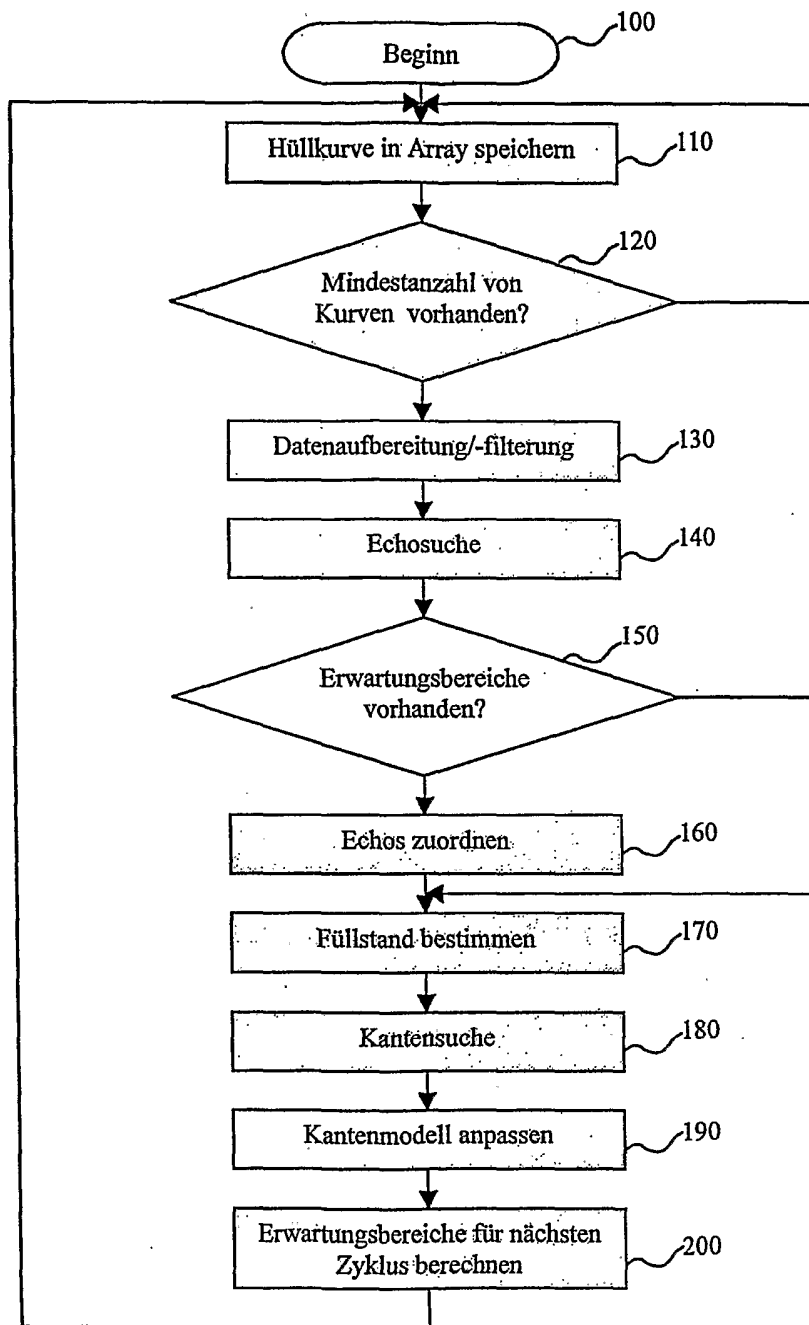 100
Beginn
Hüllkurve in Array speichern
110
120
Mindestanzahl von
Kurven vorhanden?
Datenaufbereitung/-filterung
130
Echosuche
140
150
Erwartungsbereiche
vorhanden?
Echos zuordnen
160
Füllstand bestimmen
170
Kantensuche
180
Kantenmodell anpassen
190
Erwartungsbereiche für nächsten
Zyklus berechnen
200